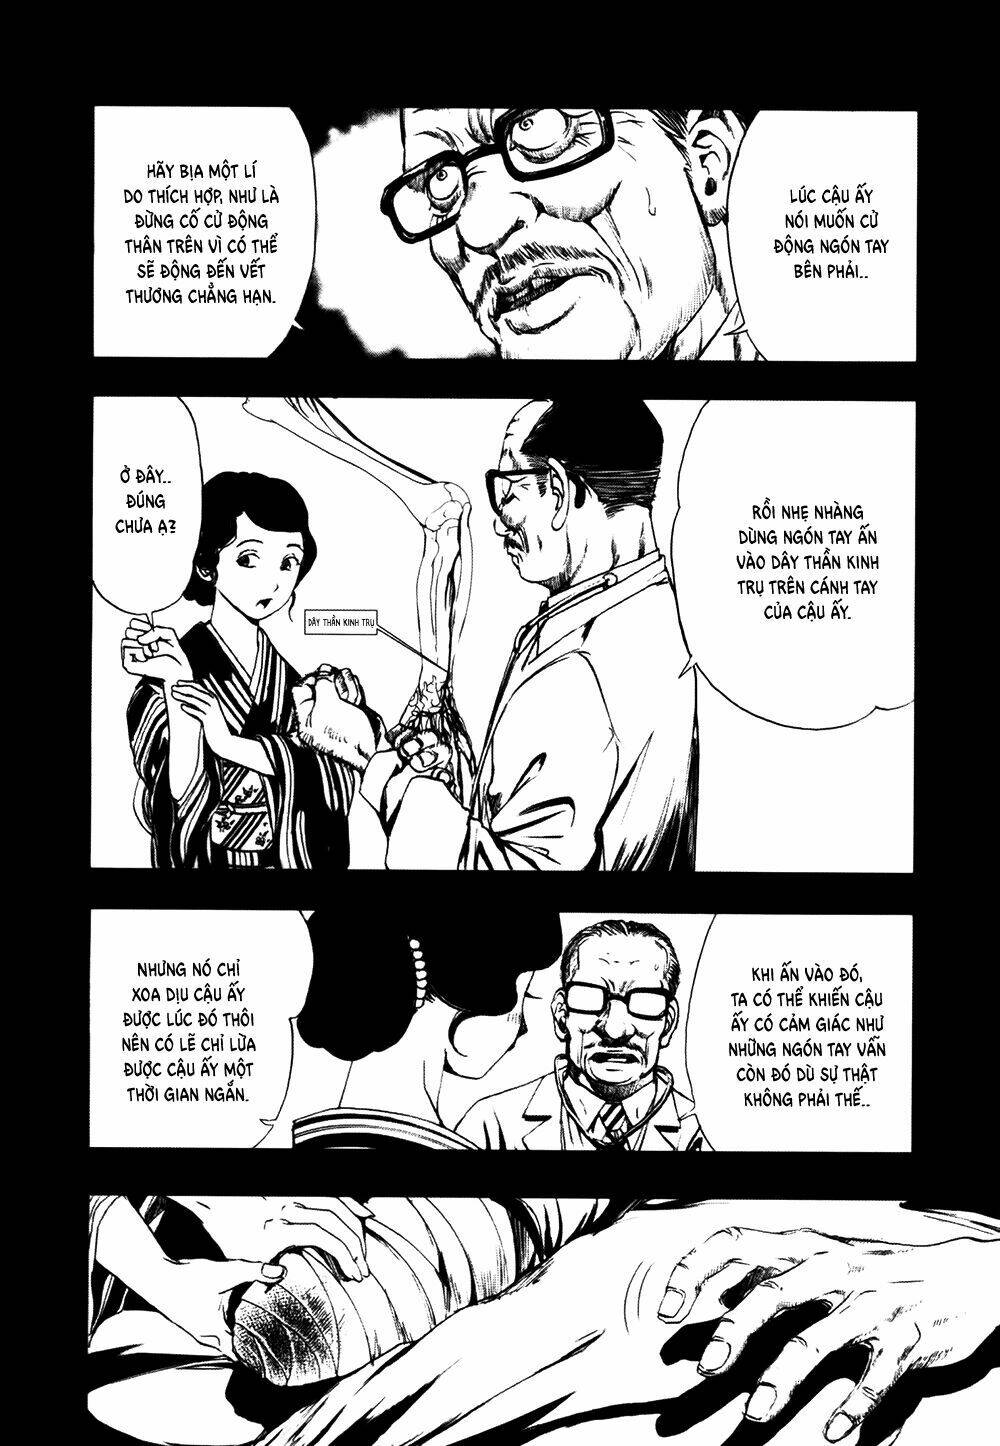 LÚC CẬU ẤY
NÓI MUỐN CỬ
ĐỘNG NGÓN TAY
BÊN PHẢI..
HÃY BỊA MỘT LÍ
DO THÍCH HỢP, NHƯ LÀ
ĐỪNG CỐ CỬ ĐỘNG
THÂN TRÊN VÌ CÓ THỂ
SẼ ĐỘNG ĐẾN VẾT
THƯƠNG CHẲNG HẠN.
RỒI NHẸ NHÀNG
DÙNG NGÓN TAY ẤN
VÀO DÂY THẦN KINH
TRỤ TRÊN CÁNH TAY
CỦA CẬU ẤY.
DÂY THẦN KINH TRỤ
Ở ĐÂY..
ĐÚNG
CHƯA Ạ?
KHI ẤN VÀO ĐÓ,
TA CÓ THỂ KHIẾN CẬU
ẤY CÓ CẢM GIÁC NHƯ
NHỮNG NGÓN TAY VẪN
CÒN ĐÓ DÙ SỰ THẬT
KHÔNG PHẢI THẾ..
NHƯNG NÓ CHỈ
XOA DỊU CẬU ẤY
ĐƯỢC LÚC ĐÓ THÔI
NÊN CÓ LẼ CHỈ LỪA
ĐƯỢC CẬU ẤY MỘT
THỜI GIAN NGẮN.